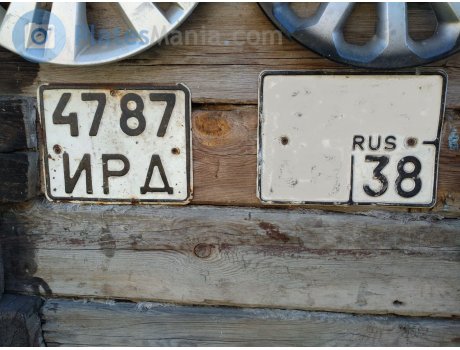 PlatesMania.com
4787
ИРД
RUS
38